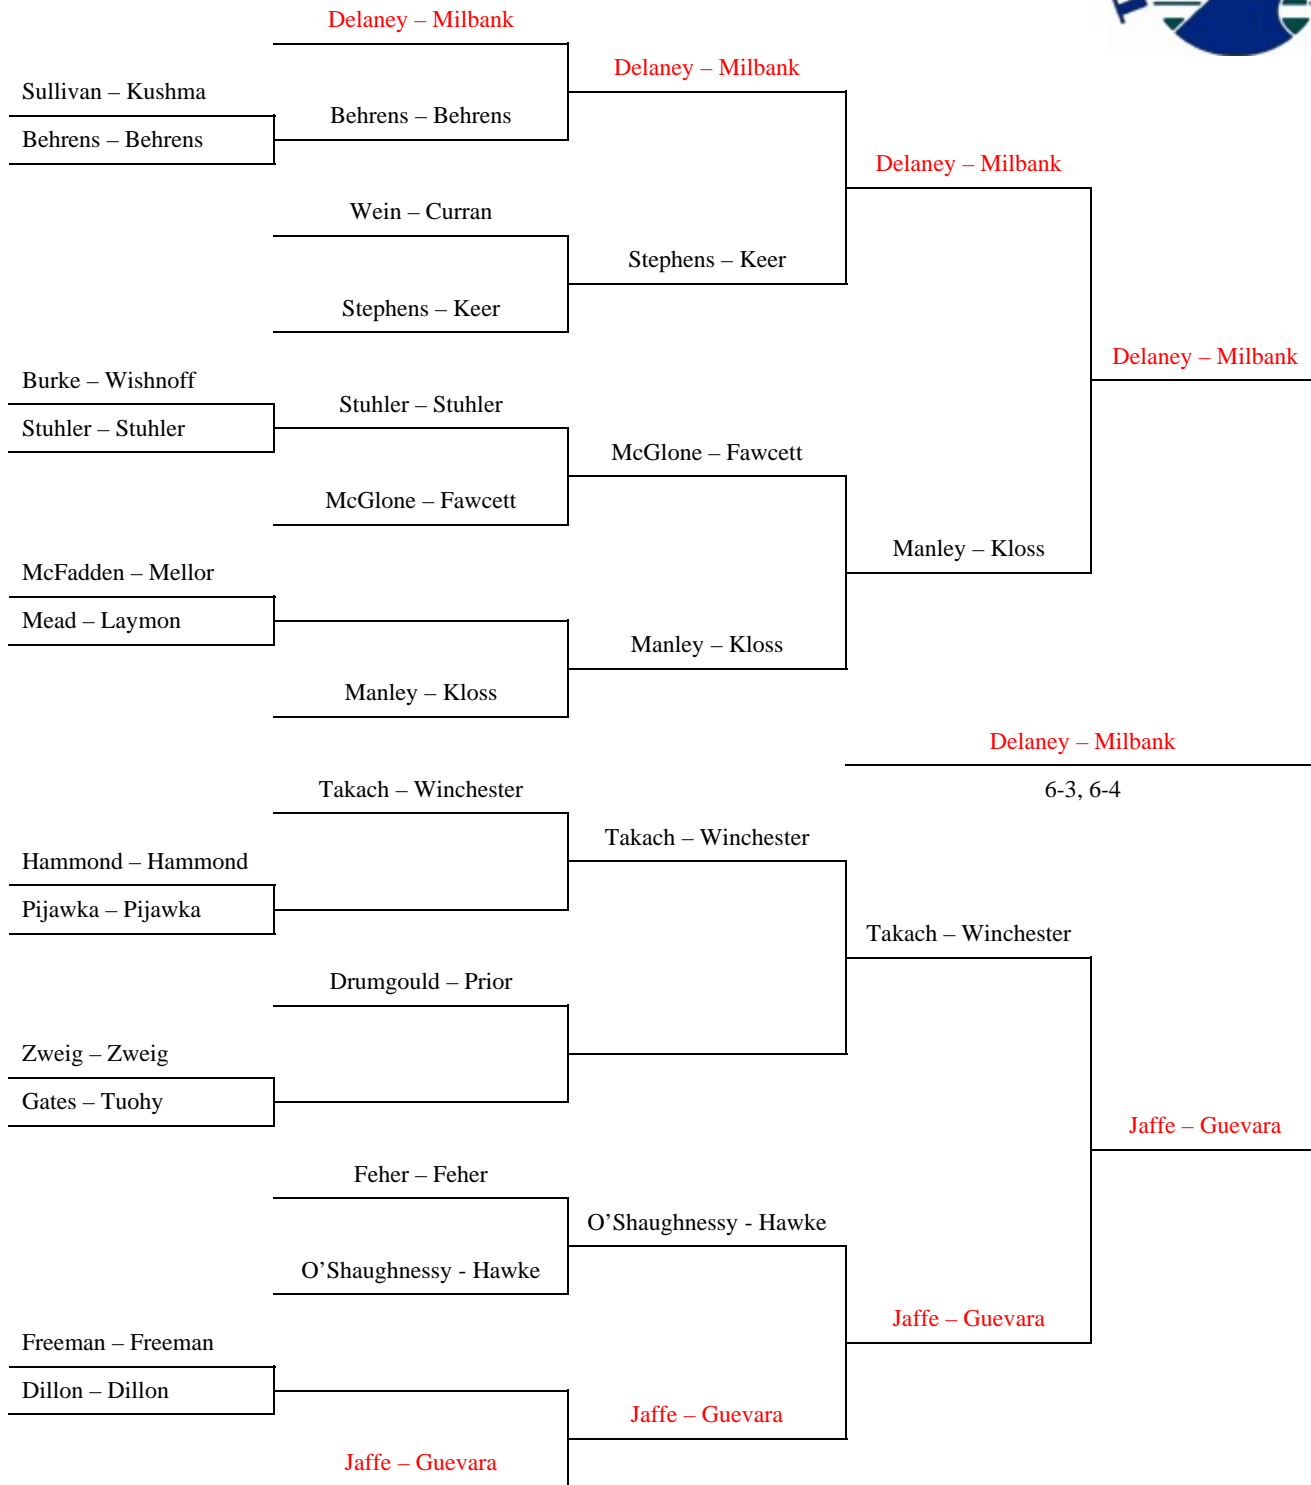 Delaney – Milbank
Delaney – Milbank
Sullivan – Kushma
Behrens – Behrens
Behrens – Behrens
Delaney – Milbank
Wein – Curran
Stephens – Keer
Stephens – Keer
Delaney – Milbank
Burke – Wishnoff
Stuhler – Stuhler
Stuhler – Stuhler
McGlone – Fawcett
McGlone – Fawcett
Manley – Kloss
McFadden – Mellor
Mead – Laymon
Manley – Kloss
Manley – Kloss
Delaney – Milbank
6-3, 6-4
Takach – Winchester
Takach – Winchester
Hammond – Hammond
Pijawka – Pijawka
Takach – Winchester
Drumgould – Prior
Zweig – Zweig
Gates – Tuohy
Jaffe – Guevara
Feher – Feher
O’Shaughnessy - Hawke
O’Shaughnessy - Hawke
Jaffe – Guevara
Freeman – Freeman
Dillon – Dillon
Jaffe – Guevara
Jaffe – Guevara